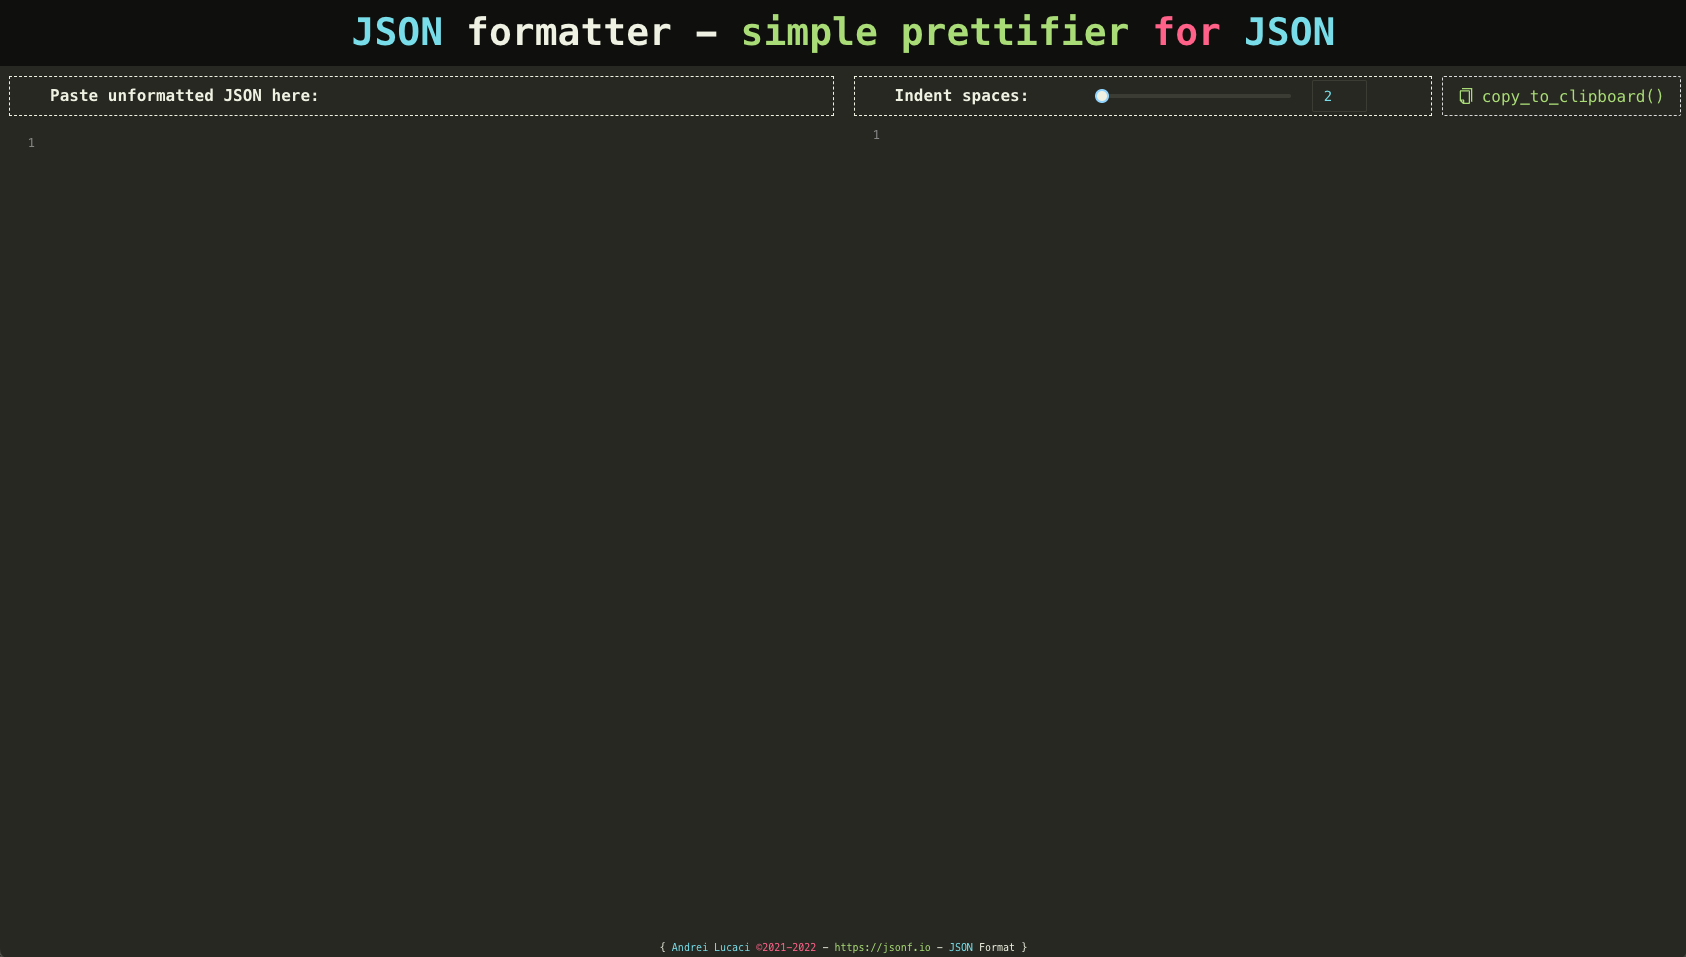 JSON formatter – simple prettifier for JSON
Paste unformatted JSON here:
Indent spaces:
2
copy_to_clipboard()
1
1
{ Andrei Lucaci ©2021-2022 - https://jsonf.io - JSON Format }